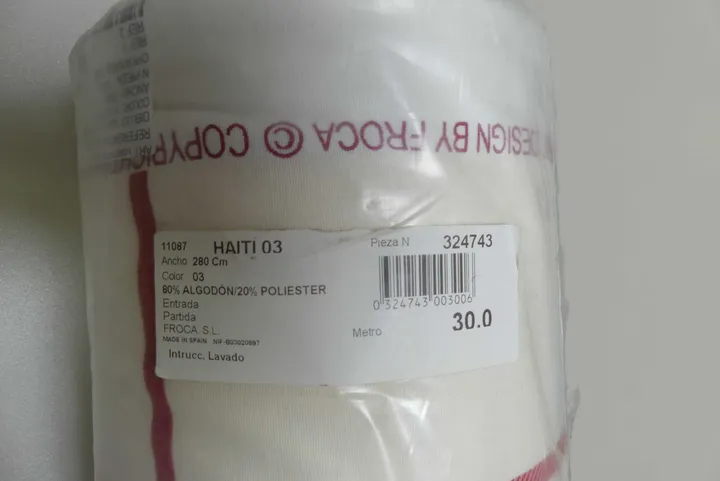 COPYRIGHT © DESIGN BY FROCA
11087 HAITÍ 03
Pieza N 324743
Ancho 280 Cm
Color 03
80% ALGODÓN/20% POLIESTER
Entrada
Partida
FROCA S.L.
MADE IN SPAIN
Intrucc. Lavado
0 324743 003006
Metro 30.0